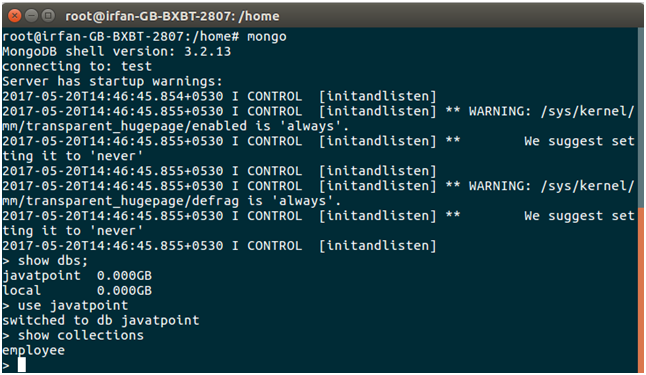 root@irfan-GB-BXBT-2807: /home
root@irfan-GB-BXBT-2807:/home# mongo
MongoDB shell version: 3.2.13
connecting to: test
Server has startup warnings:
2017-05-20T14:46:45.854+0530 I CONTROL  [initandlisten]
2017-05-20T14:46:45.855+0530 I CONTROL  [initandlisten] ** WARNING: /sys/kernel/
mm/transparent_hugepage/enabled is 'always'.
2017-05-20T14:46:45.855+0530 I CONTROL  [initandlisten] **        We suggest set
ting it to 'never'
2017-05-20T14:46:45.855+0530 I CONTROL  [initandlisten]
2017-05-20T14:46:45.855+0530 I CONTROL  [initandlisten] ** WARNING: /sys/kernel/
mm/transparent_hugepage/defrag is 'always'.
2017-05-20T14:46:45.855+0530 I CONTROL  [initandlisten] **        We suggest set
ting it to 'never'
2017-05-20T14:46:45.855+0530 I CONTROL  [initandlisten]
> show dbs;
javatpoint  0.000GB
local       0.000GB
> use javatpoint
switched to db javatpoint
> show collections
employee
>